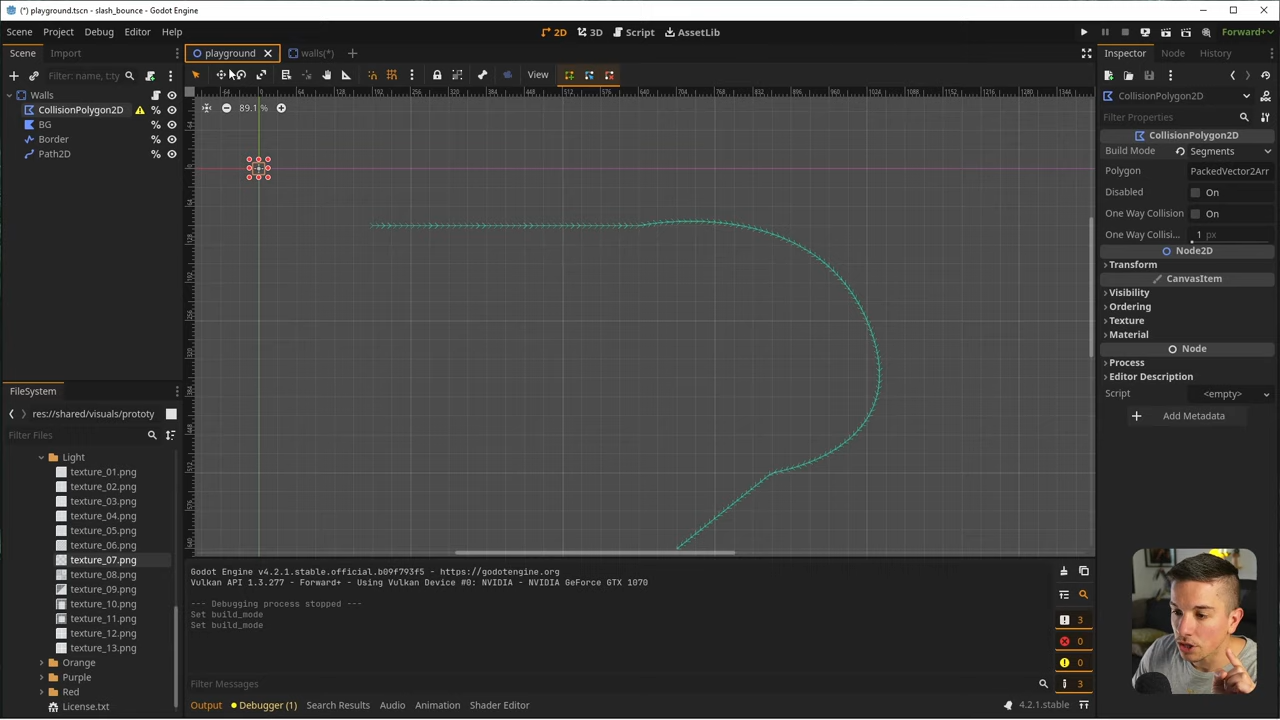 (*) playground.tscn - slash_bounce - Godot Engine
Scene Project Debug Editor Help
2D 3D Script AssetLib
Forward+
Scene Import
playground walls(*)
Inspector Node History
Filter: name, t:ty
View
Walls
CollisionPolygon2D
BG
Border
Path2D
89.1 %
CollisionPolygon2D
Filter Properties
CollisionPolygon2D
Build Mode Segments
Polygon PackedVector2Arr
Disabled On
One Way Collision On
One Way Collisi... 1 px
Node2D
Transform
CanvasItem
Visibility
Ordering
Texture
Material
Node
Process
Editor Description
Script <empty>
Add Metadata
FileSystem
res://shared/visuals/prototy
Filter Files
Light
texture_01.png
texture_02.png
texture_03.png
texture_04.png
texture_05.png
texture_06.png
texture_07.png
texture_08.png
texture_09.png
texture_10.png
texture_11.png
texture_12.png
texture_13.png
Orange
Purple
Red
License.txt
Godot Engine v4.2.1.stable.official.b09f793f5 - https://godotengine.org
Vulkan API 1.3.277 - Forward+ - Using Vulkan Device #0: NVIDIA - NVIDIA GeForce GTX 1070
--- Debugging process stopped ---
Set build_mode
Set build_mode
3
0
0
3
Filter Messages
Output Debugger (1) Search Results Audio Animation Shader Editor
4.2.1.stable